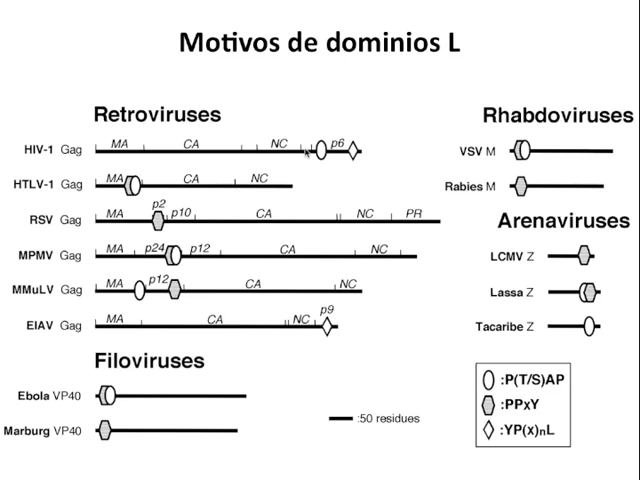 Motivos de dominios L
Retroviruses
HIV-1 Gag MA CA NC p6
HTLV-1 Gag MA CA NC
RSV Gag MA p2 p10 CA NC PR
MPMV Gag MA p24 p12 CA NC
MMuLV Gag MA p12 CA NC
EIAV Gag MA CA NC p9
Filoviruses
Ebola VP40
Marburg VP40
:50 residues
Rhabdoviruses
VSV M
Rabies M
Arenaviruses
LCMV Z
Lassa Z
Tacaribe Z
:P(T/S)AP
:PPxY
:YP(x)nL